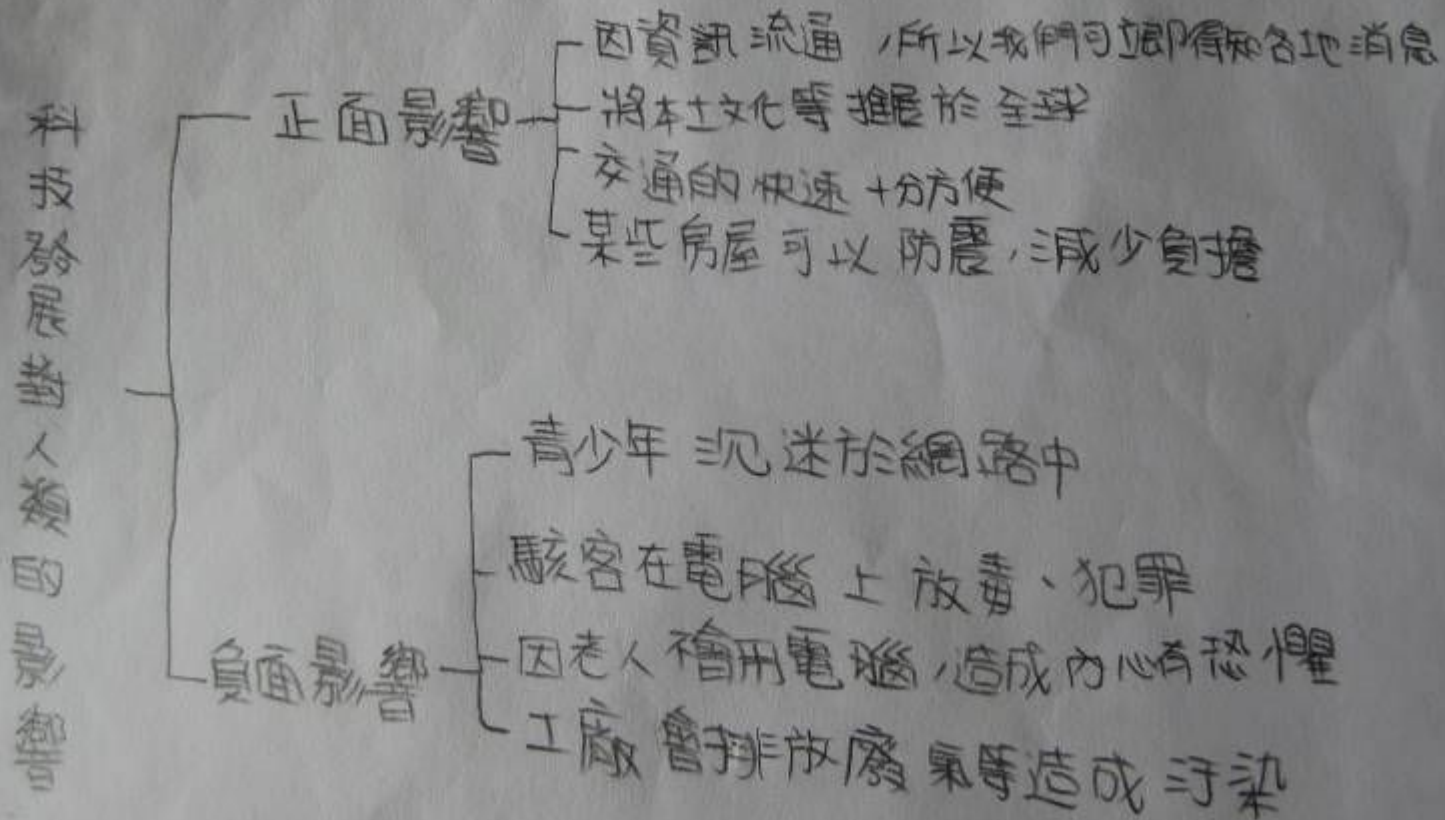 科技發展對人類的影響
正面影響
因資訊流通,所以我們可立即得知各地消息
將本土文化等推展於全球
交通的快速十分方便
某些房屋可以防震,減少負擔
負面影響
青少年沉迷於網路中
駭客在電腦上放毒、犯罪
因老人不會用電腦,造成內心有恐懼
工廠會排放廢氣等造成汙染